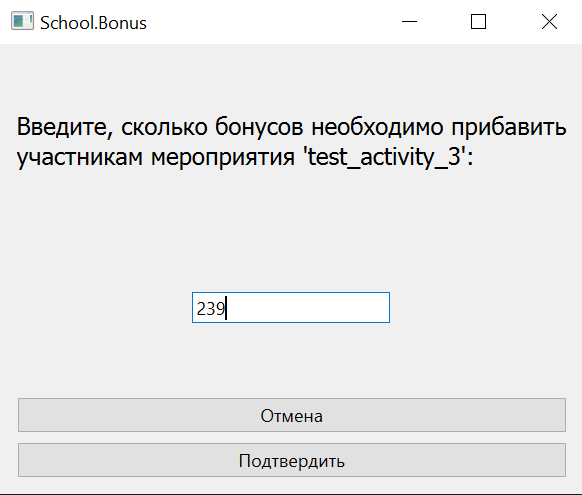 School.Bonus
Введите, сколько бонусов необходимо прибавить
участникам мероприятия 'test_activity_3':
239
Отмена
Подтвердить